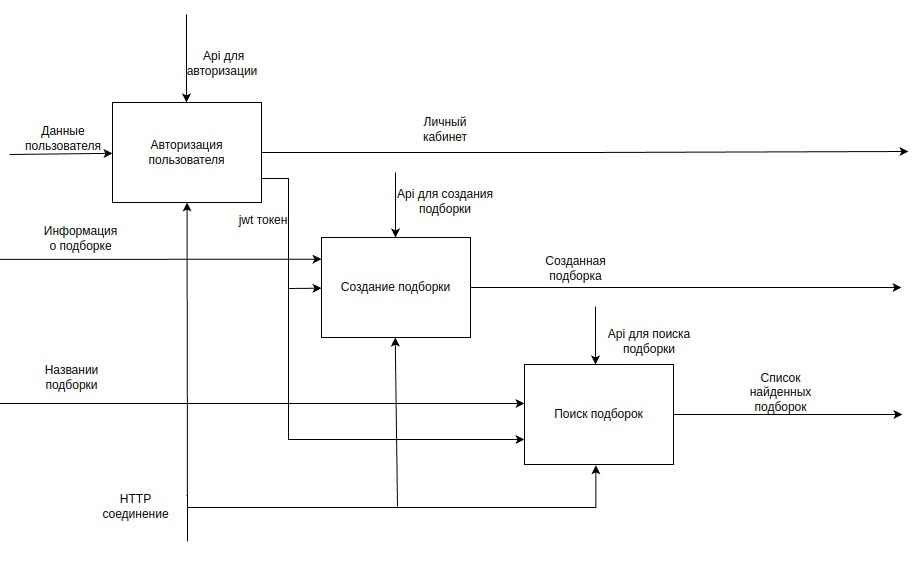 Api для
авторизации
Данные
пользователя
Авторизация
пользователя
Личный
кабинет
Api для создания
подборки
jwt токен
Информация
о подборке
Создание подборки
Созданная
подборка
Api для поиска
подборки
Названии
подборки
Поиск подборок
Список
найденных
подборок
HTTP
соединение